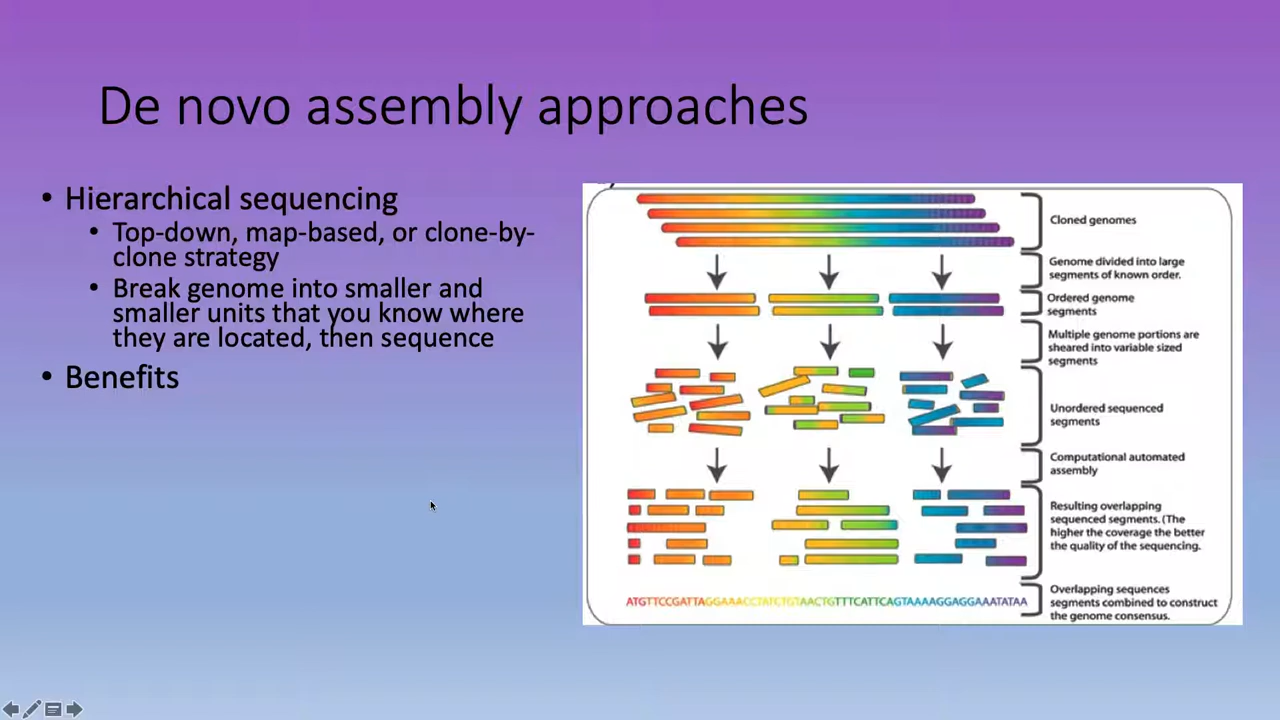 De novo assembly approaches
• Hierarchical sequencing
• Top-down, map-based, or clone-by-
clone strategy
• Break genome into smaller and
smaller units that you know where
they are located, then sequence
• Benefits
Cloned genomes
Genome divided into large
segments of known order.
Ordered genome
segments
Multiple genome portions are
sheared into variable sized
segments
Unordered sequenced
segments
Computational automated
assembly
Resulting overlapping
sequenced segments. (The
higher the coverage the better
the quality of the sequencing.
ATGTTCCGATTAGGAAACCTATCTGTAACTGTTTCATTCAGTAAAAGGAGGAAATATAA
Overlapping sequences
segments combined to construct
the genome consensus.